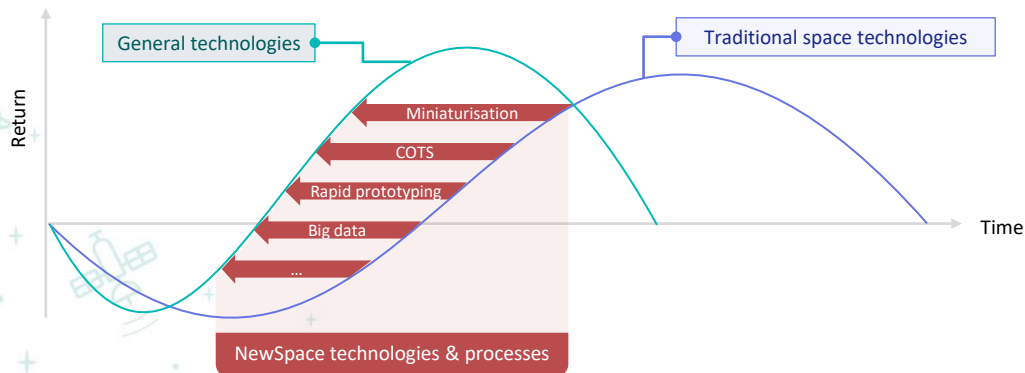 General technologies
Traditional space technologies
Return
Miniaturisation
COTS
Rapid prototyping
Big data
...
Time
NewSpace technologies & processes